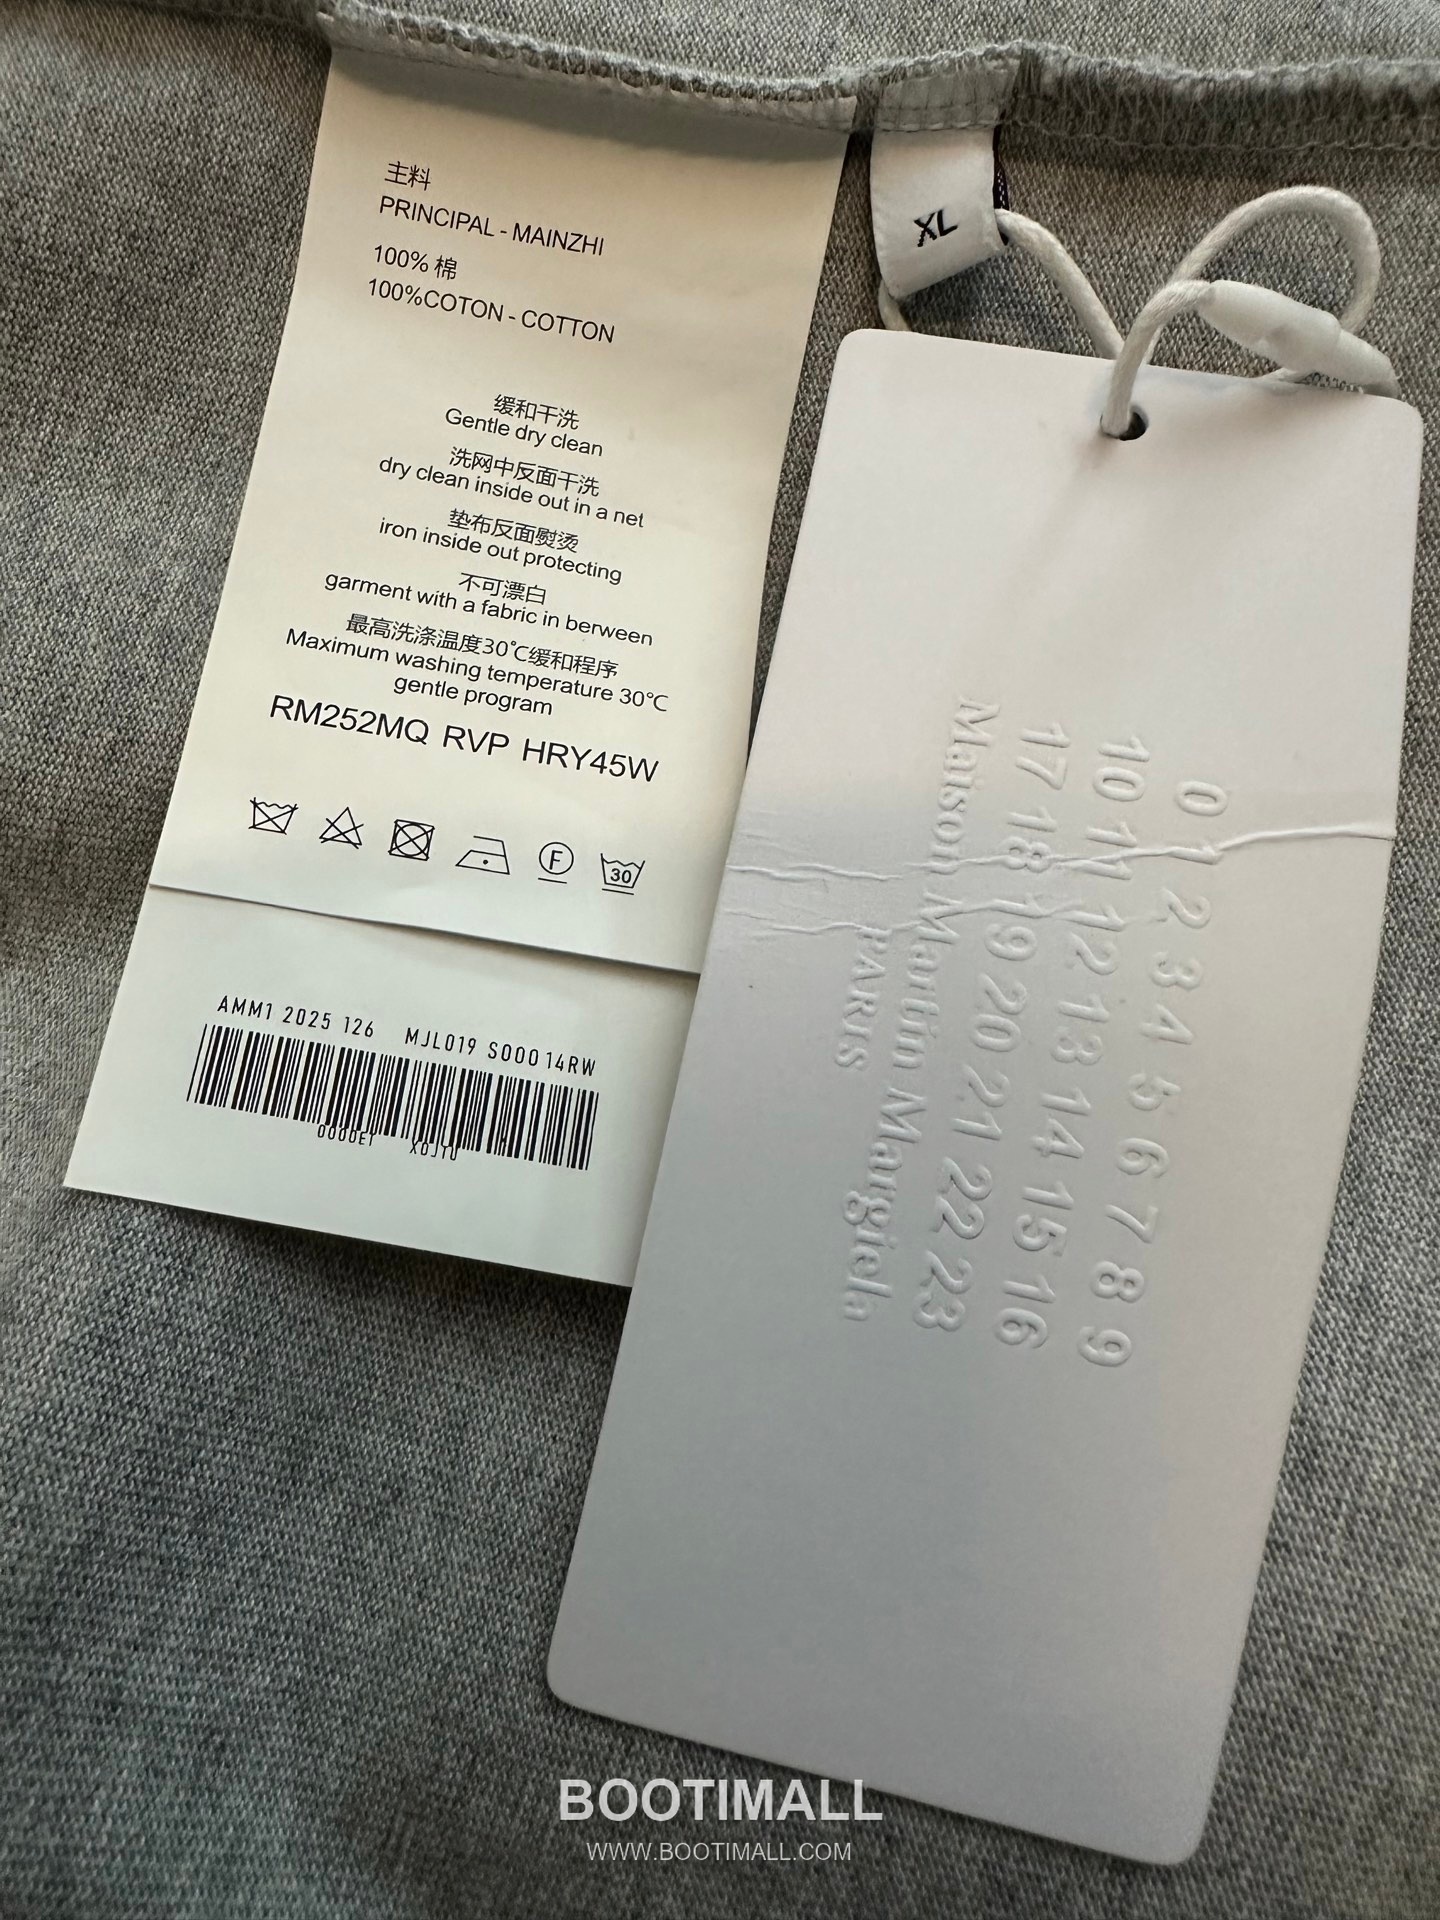 主料
PRINCIPAL - MAINZHI
100% 棉
100%COTON - COTTON
缓和干洗
Gentle dry clean
洗网中反面干洗
dry clean inside out in a net
垫布反面熨烫
iron inside out protecting
不可漂白
garment with a fabric in berween
最高洗涤温度30℃缓和程序
Maximum washing temperature 30℃
gentle program
RM252MQ RVP HRY45W
F
30
AMM1 2025 126 MJL019 S000 14RW
XL
0 1 2 3 4 5 6 7 8 9
10 11 12 13 14 15 16
17 18 19 20 21 22 23
Maison Martin Margiela
PARIS
BOOTIMALL
WWW.BOOTIMALL.COM